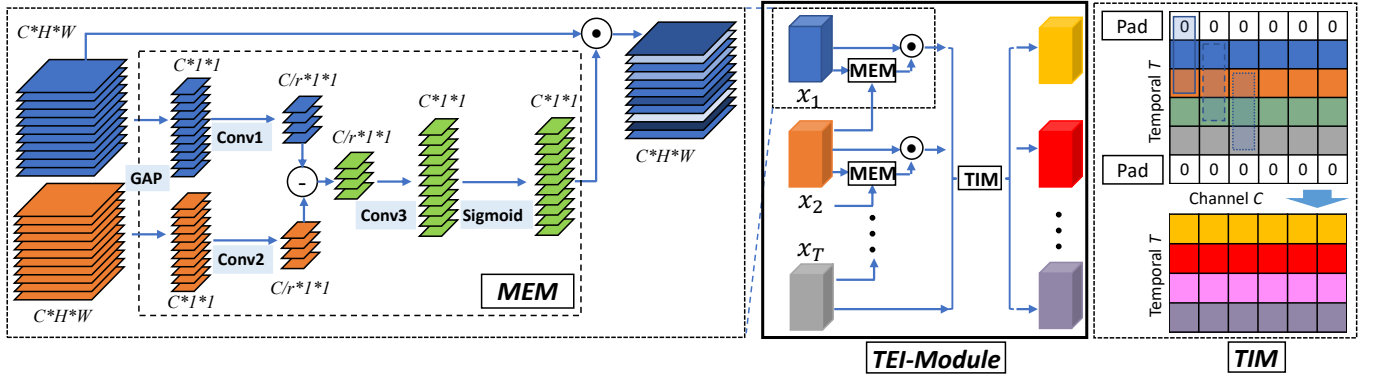 C*H*W
C*1*1
C/r*1*1
Conv1
GAP
C/r*1*1
-
C*1*1
C*1*1
Conv3
Sigmoid
Conv2
C*1*1
C/r*1*1
C*H*W
C*H*W
MEM
x1
MEM
x2
MEM
xT
TIM
TEI-Module
Pad
0 0 0 0 0 0
Temporal T
Pad
0 0 0 0 0 0
Channel C
Temporal T
TIM